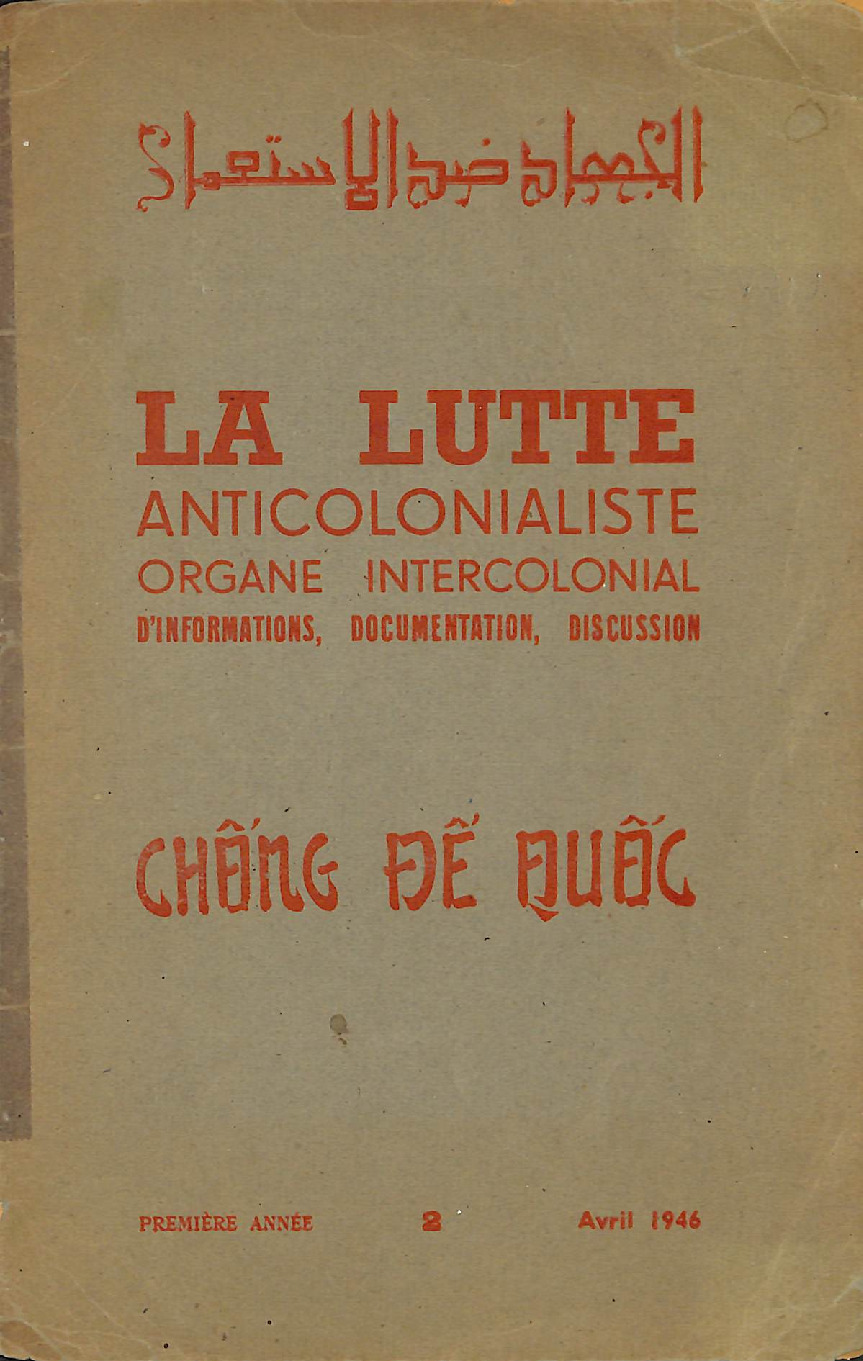 الجهاد ضد الاستعمار
LA LUTTE
ANTICOLONIALISTE
ORGANE INTERCOLONIAL
D'INFORMATIONS, DOCUMENTATION, DISCUSSION
CHỐNG ĐẾ QUỐC
PREMIÈRE ANNÉE 2 Avril 1946